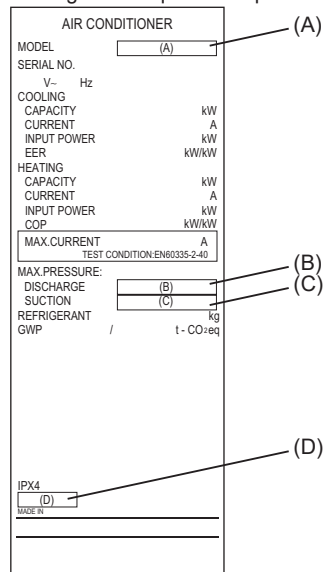 AIR CONDITIONER
(A)
MODEL (A)
SERIAL NO.
V~ Hz
COOLING
CAPACITY kW
CURRENT A
INPUT POWER kW
EER kW/kW
HEATING
CAPACITY kW
CURRENT A
INPUT POWER kW
COP kW/kW
MAX.CURRENT A
TEST CONDITION:EN60335-2-40
MAX.PRESSURE:
(B)
DISCHARGE (B)
(C)
SUCTION (C)
REFRIGERANT kg
GWP / t - CO2eq
(D)
IPX4
(D)
MADE IN